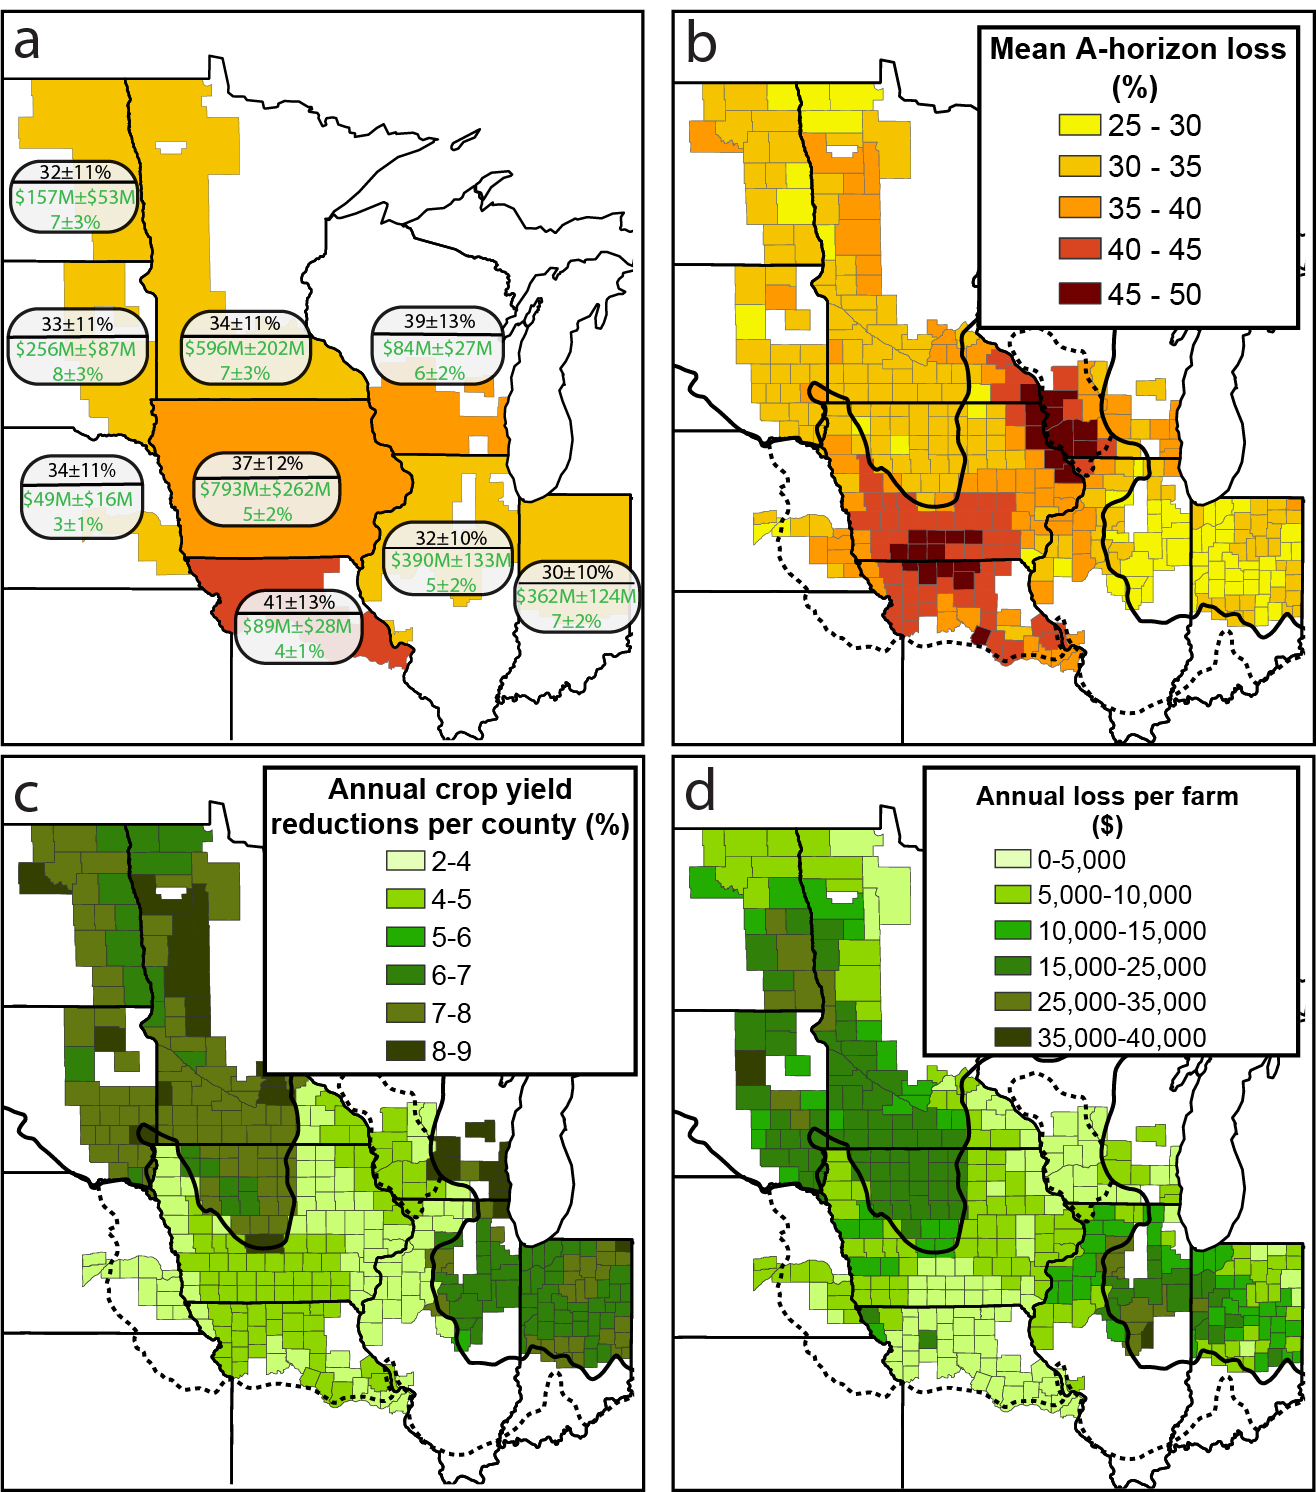 a
32±11%
$157M±$53M
7±3%
33±11%
$256M±$87M
8±3%
34±11%
$596M±202M
7±3%
39±13%
$84M±$27M
6±2%
34±11%
$49M±$16M
3±1%
37±12%
$793M±$262M
5±2%
32±10%
$390M±133M
5±2%
30±10%
$362M±124M
7±2%
41±13%
$89M±$28M
4±1%
b
Mean A-horizon loss
(%)
25 - 30
30 - 35
35 - 40
40 - 45
45 - 50
c
Annual crop yield
reductions per county (%)
2-4
4-5
5-6
6-7
7-8
8-9
d
Annual loss per farm
($)
0-5,000
5,000-10,000
10,000-15,000
15,000-25,000
25,000-35,000
35,000-40,000